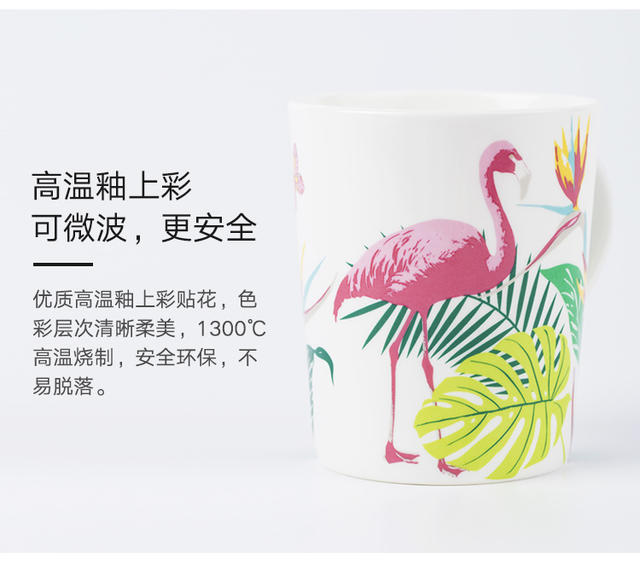 高温釉上彩
可微波，更安全
优质高温釉上彩贴花，色
彩层次清晰柔美，1300℃
高温烧制，安全环保，不
易脱落。